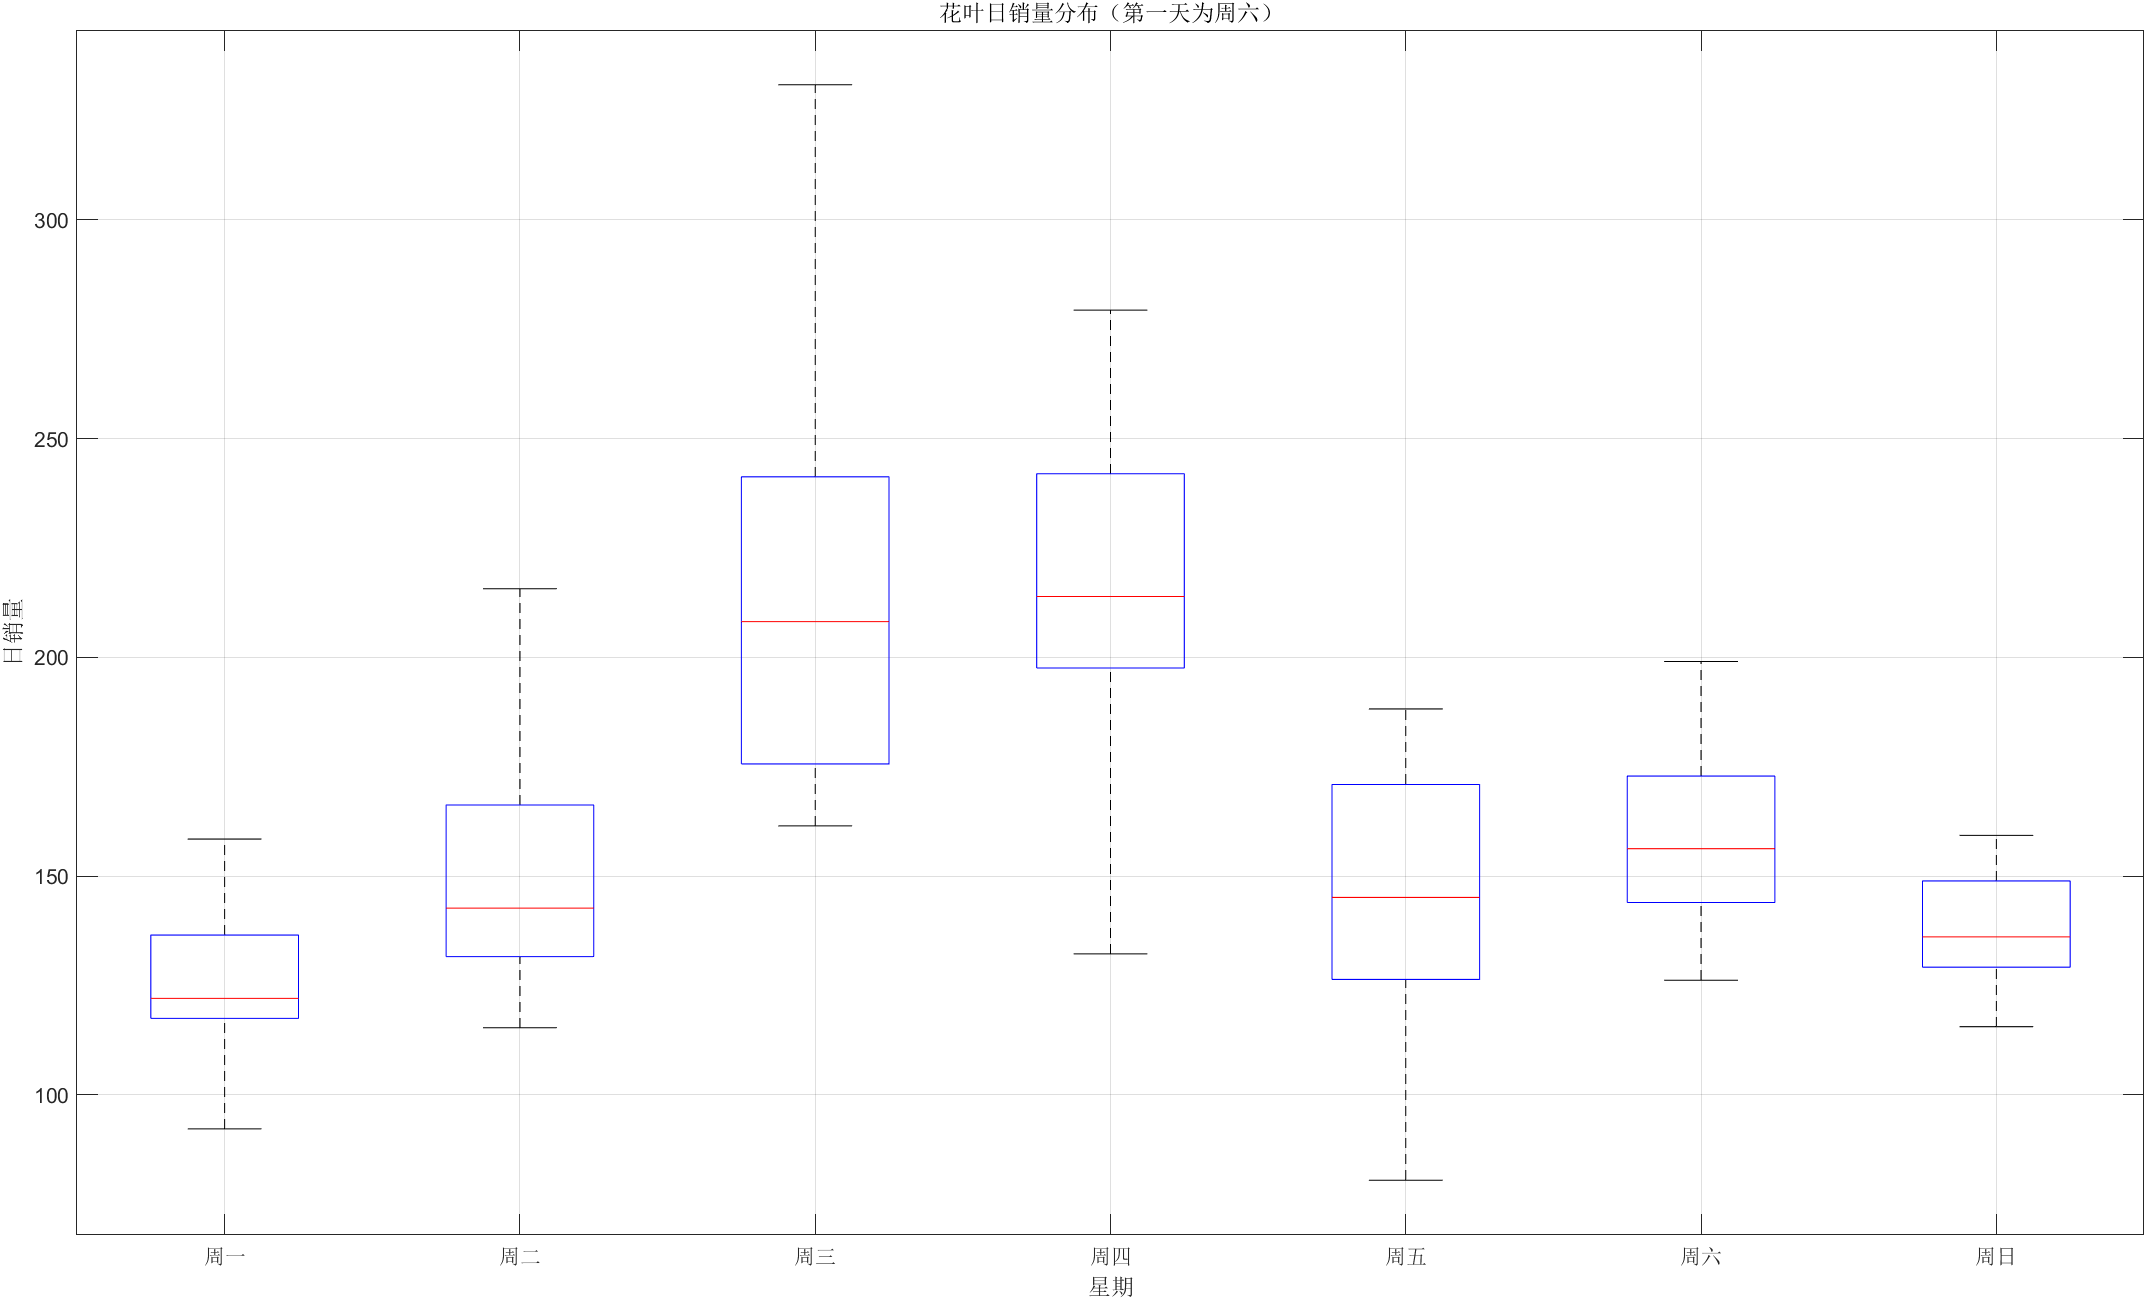 花叶日销量分布（第一天为周六）
日销量
300
250
200
150
100
周一 周二 周三 周四 周五 周六 周日
星期